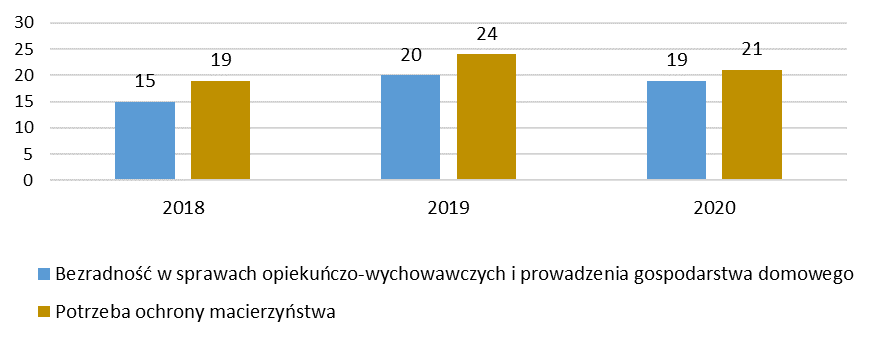 30
25
20
15
10
5
0
15 19 20 24 19 21
2018 2019 2020
Bezradność w sprawach opiekuńczo-wychowawczych i prowadzenia gospodarstwa domowego
Potrzeba ochrony macierzyństwa